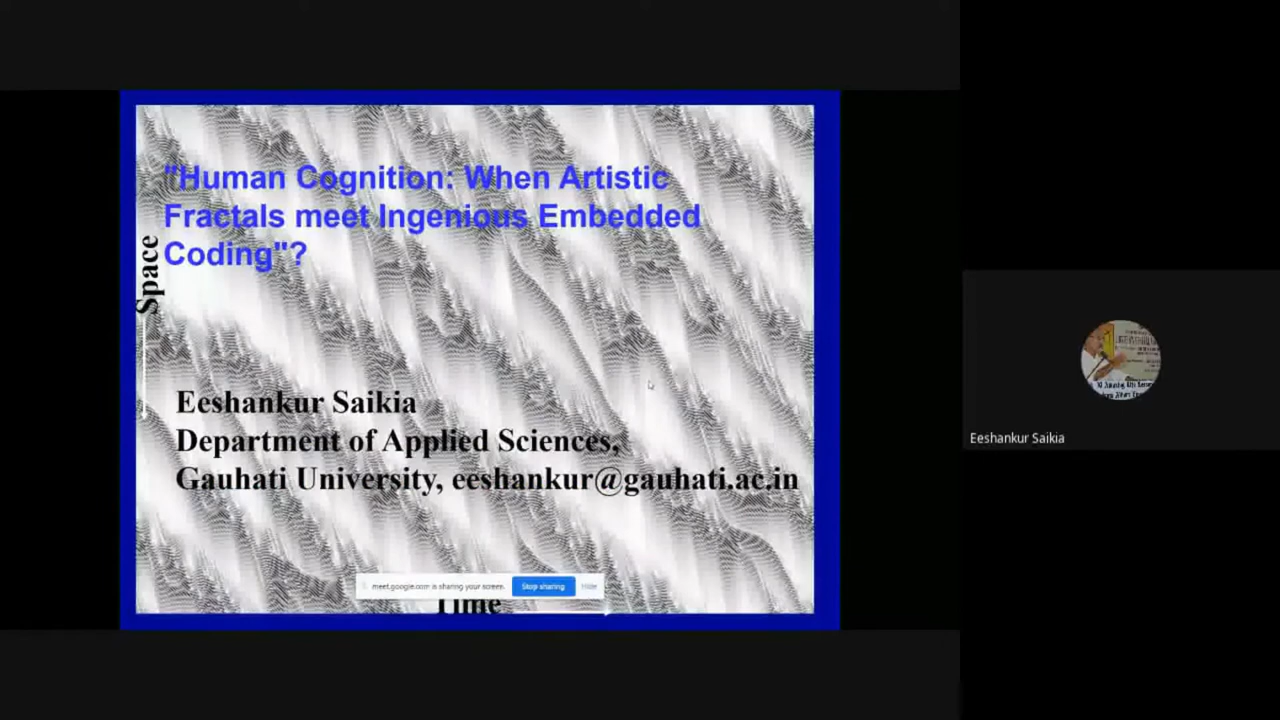 "Human Cognition: When Artistic
Fractals meet Ingenious Embedded
Coding"?
Space
Eeshankur Saikia
Department of Applied Sciences,
Gauhati University, eeshankur@gauhati.ac.in
meet.google.com is sharing your screen.
Stop sharing
Hide
Time
Eeshankur Saikia